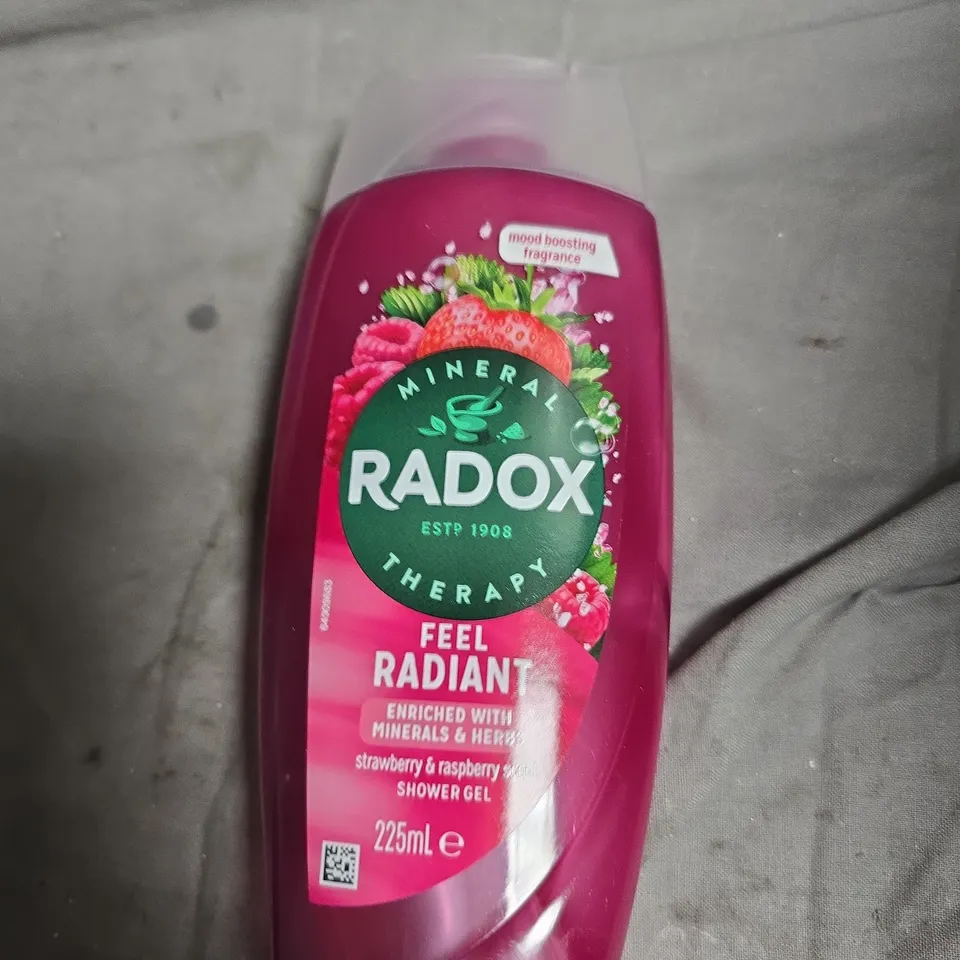 mood boosting
fragrance
MINERAL
RADOX
ESTD 1908
THERAPY
FEEL
RADIANT
ENRICHED WITH
MINERALS & HERBS
strawberry & raspberry scent
SHOWER GEL
225mL e